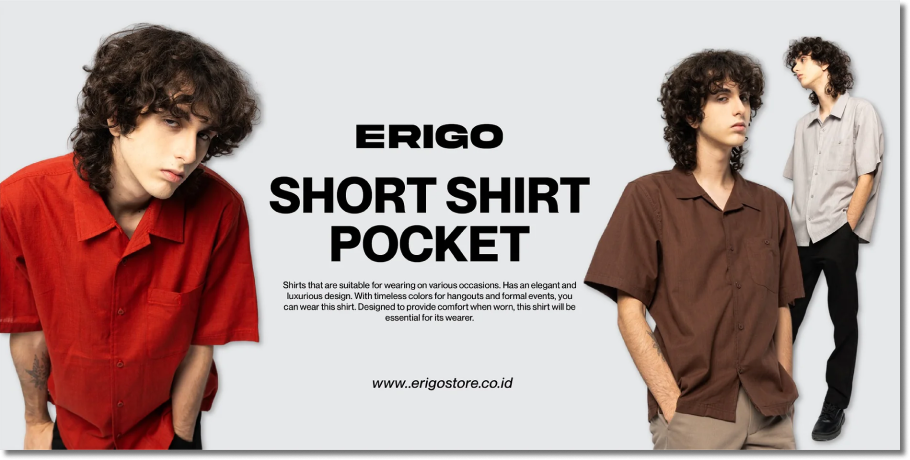 ERIGO
SHORT SHIRT
POCKET
Shirts that are suitable for wearing on various occasions. Has an elegant and
luxurious design. With timeless colors for hangouts and formal events, you
can wear this shirt. Designed to provide comfort when worn, this shirt will be
essential for its wearer.
www..erigostore.co.id